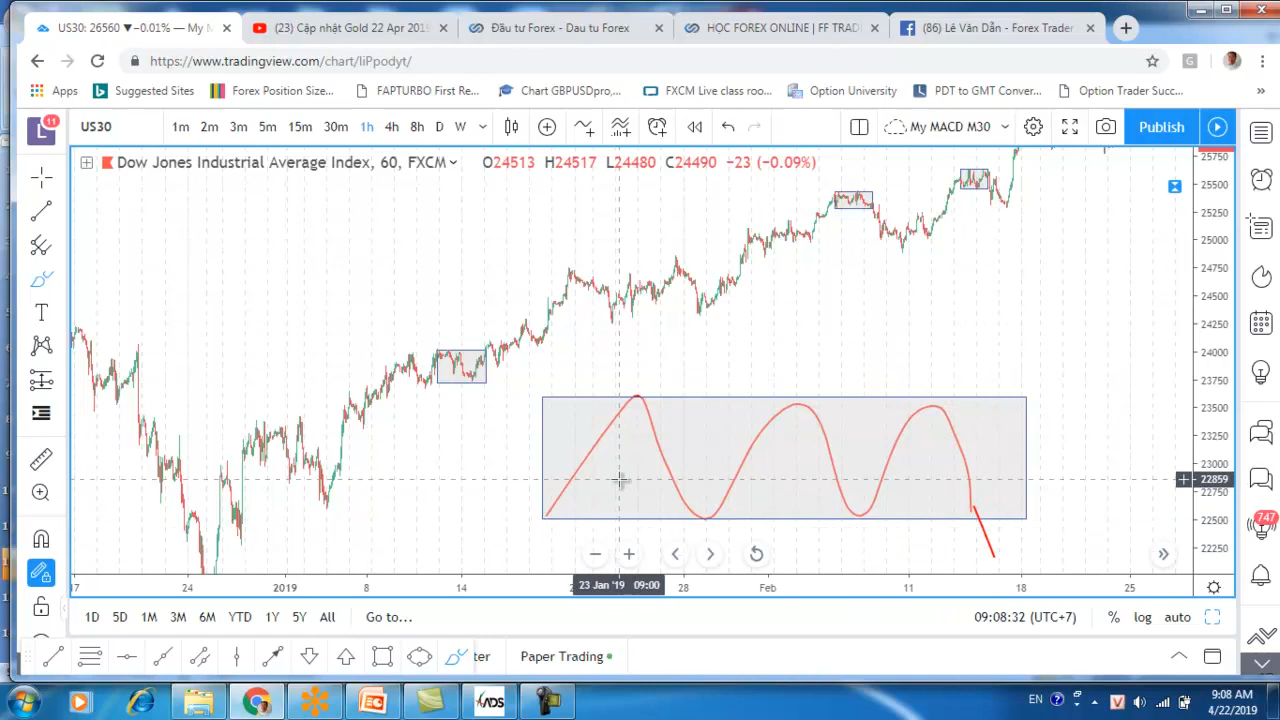 US30: 26560 ▼−0.01% — My M
(23) Cập nhật Gold 22 Apr 2019
Đầu tư Forex - Dau tu Forex
HỌC FOREX ONLINE | FF TRADI
(86) Lê Văn Dẫn - Forex Trader
https://www.tradingview.com/chart/liPpodyt/
G
Apps
Suggested Sites
Forex Position Size...
FAPTURBO First Re...
Chart GBPUSDpro,...
FXCM Live class roo...
Option University
PDT to GMT Conver...
Option Trader Succ...
»
L 11
US30
1m 2m 3m 5m 15m 30m 1h 4h 8h D W
My MACD M30
Publish
Dow Jones Industrial Average Index, 60, FXCM
O24513 H24517 L24480 C24490 −23 (−0.09%)
25750
25500
25250
25000
24750
24500
24250
24000
23750
23500
23250
23000
22859
22750
22500
22250
747
17 24 2019 8 14 23 Jan '19 09:00 28 Feb 11 18 25
1D 5D 1M 3M 6M YTD 1Y 5Y All Go to...
09:08:32 (UTC+7) % log auto
ter
Paper Trading
ADS
EN
V
9:08 AM
4/22/2019